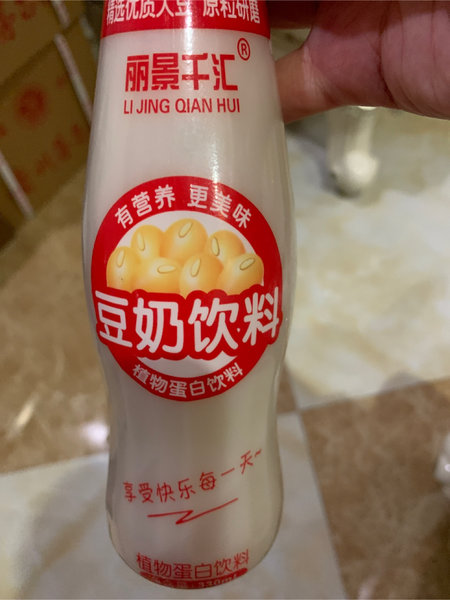 精选优质大豆 原粒研磨
丽景千汇®
LI JING QIAN HUI
有营养 更美味
豆奶饮料
植物蛋白饮料
享受快乐每一天~
植物蛋白饮料